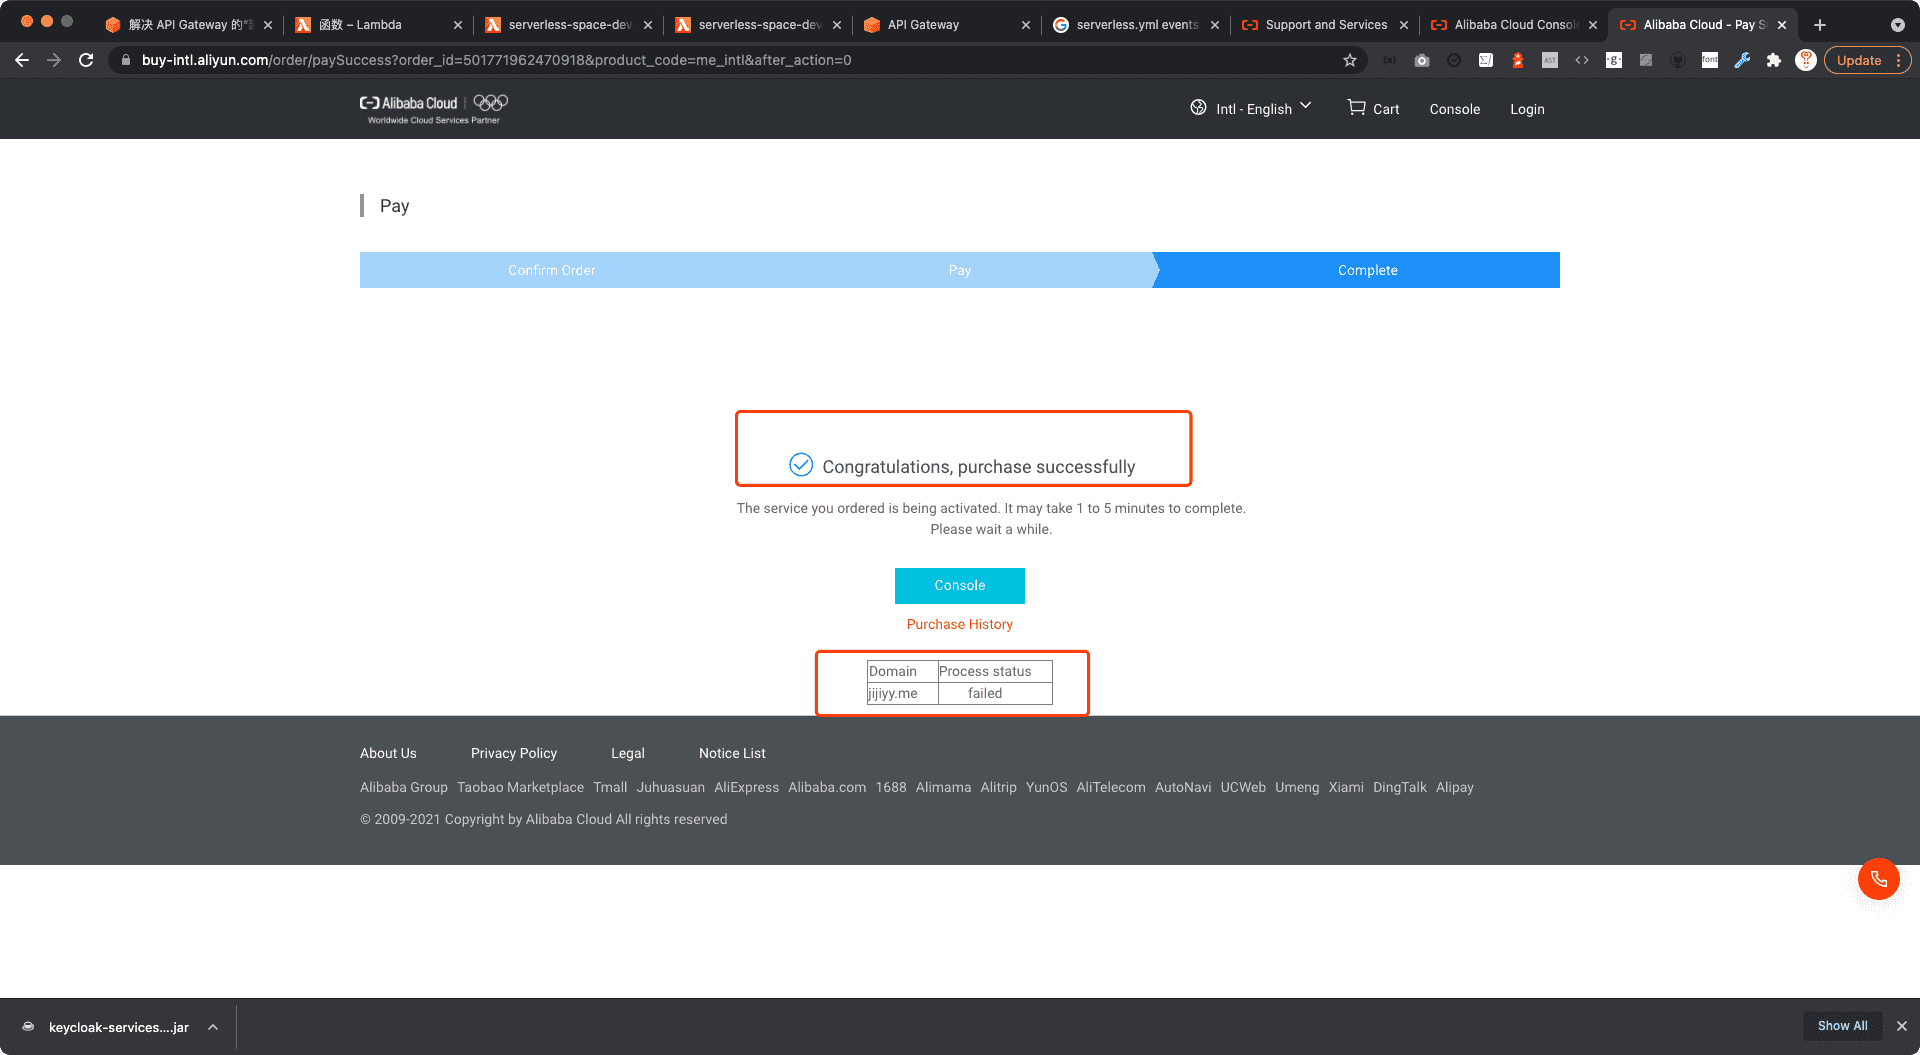 解决 API Gateway 的"
函数 – Lambda
serverless-space-dev
serverless-space-dev
API Gateway
serverless.yml events
Support and Services
Alibaba Cloud Consol
Alibaba Cloud - Pay S
buy-intl.aliyun.com/order/paySuccess?order_id=501771962470918&product_code=me_intl&after_action=0
AST
font
Update
Alibaba Cloud
Worldwide Cloud Services Partner
Intl - English
Cart
Console
Login
Pay
Confirm Order
Pay
Complete
Congratulations, purchase successfully
The service you ordered is being activated. It may take 1 to 5 minutes to complete.
Please wait a while.
Console
Purchase History
Domain Process status
jijiyy.me failed
About Us Privacy Policy Legal Notice List
Alibaba Group Taobao Marketplace Tmall Juhuasuan AliExpress Alibaba.com 1688 Alimama Alitrip YunOS AliTelecom AutoNavi UCWeb Umeng Xiami DingTalk Alipay
© 2009-2021 Copyright by Alibaba Cloud All rights reserved
keycloak-services....jar
Show All